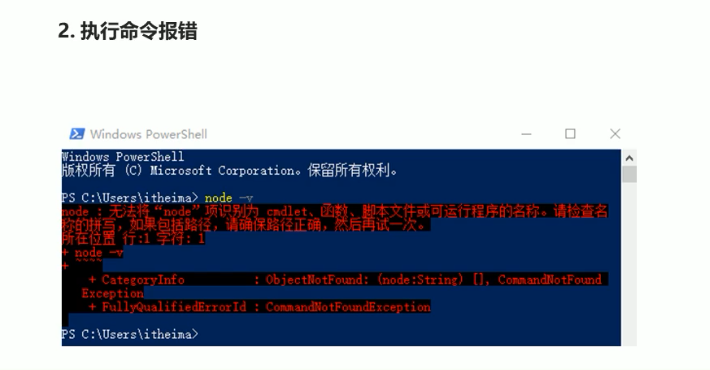 2. 执行命令报错
Windows PowerShell
Windows PowerShell
版权所有 (C) Microsoft Corporation。保留所有权利。
PS C:\Users\itheima> node -v
node : 无法将“node”项识别为 cmdlet、函数、脚本文件或可运行程序的名称。请检查名
称的拼写，如果包括路径，请确保路径正确，然后再试一次。
所在位置 行:1 字符: 1
+ node -v
+ ~~~~
+ CategoryInfo : ObjectNotFound: (node:String) [], CommandNotFound
Exception
+ FullyQualifiedErrorId : CommandNotFoundException
PS C:\Users\itheima>